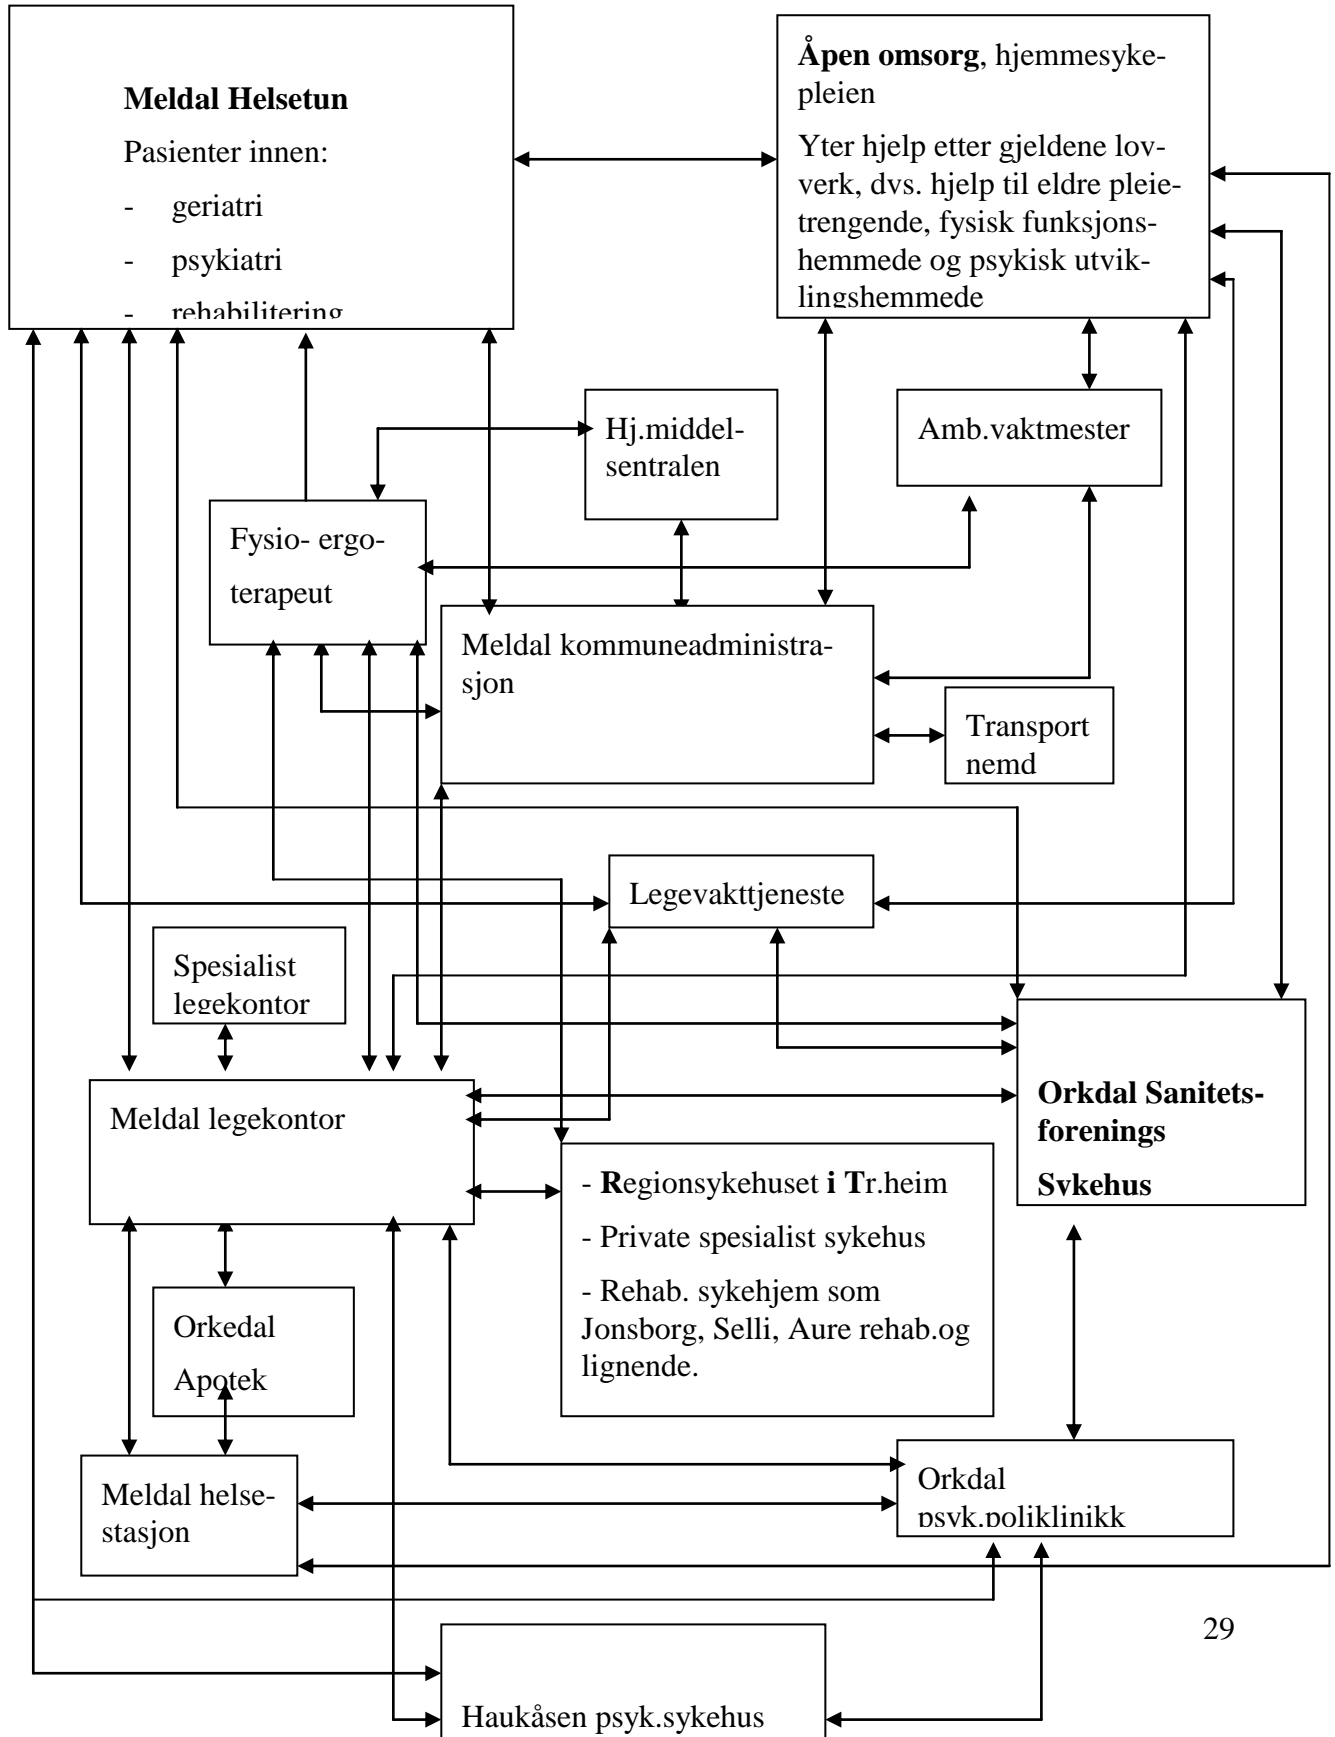 Meldal Helsetun
Pasienter innen:
- geriatri
- psykiatri
- rehabilitering
Åpen omsorg, hjemmesyke-
pleien
Yter hjelp etter gjeldene lov-
verk, dvs. hjelp til eldre pleie-
trengende, fysisk funksjons-
hemmede og psykisk utvik-
lingshemmede
Hj.middel-
sentralen
Amb.vaktmester
Fysio- ergo-
terapeut
Meldal kommuneadministra-
sjon
Transport
nemd
Legevakttjeneste
Spesialist
legekontor
Meldal legekontor
Orkdal Sanitets-
forenings
Sykehus
- Regionsykehuset i Tr.heim
- Private spesialist sykehus
- Rehab. sykehjem som
Jonsborg, Selli, Aure rehab.og
lignende.
Orkedal
Apotek
Meldal helse-
stasjon
Orkdal
psyk.poliklinikk
29
Haukåsen psyk.sykehus